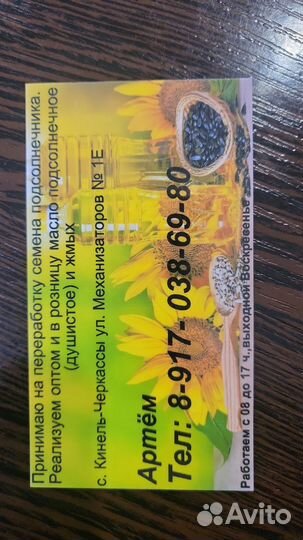 Принимаю на переработку семена подсолнечника.
Реализуем оптом и в розницу масло подсолнечное
(душистое) и жмых
с. Кинель-Черкассы ул. Механизаторов № 1Е
Артём
Тел: 8-917- 038-69-80
Работаем с 08 до 17 ч.,выходной Воскресенье
Avito